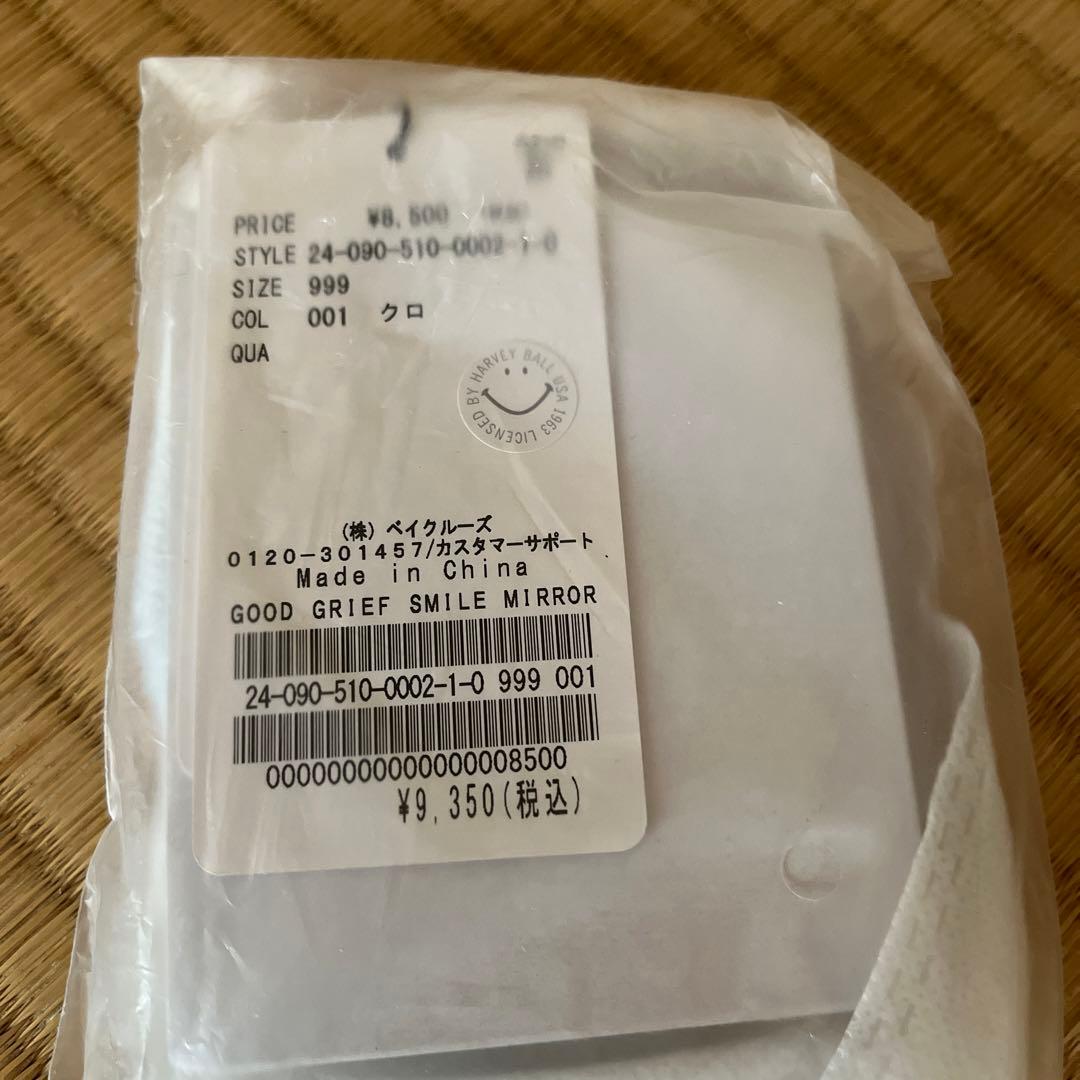 PRICE ¥8,500
STYLE 24-090-510-0002-1-0
SIZE 999
COL 001 クロ
QUA
LICENSED BY HARVEY BALL USA 1963
(株) ベイクルーズ
0120-301457/カスタマーサポート
Made in China
GOOD GRIEF SMILE MIRROR
24-090-510-0002-1-0 999 001
00000000000000008500
¥9,350(税込)